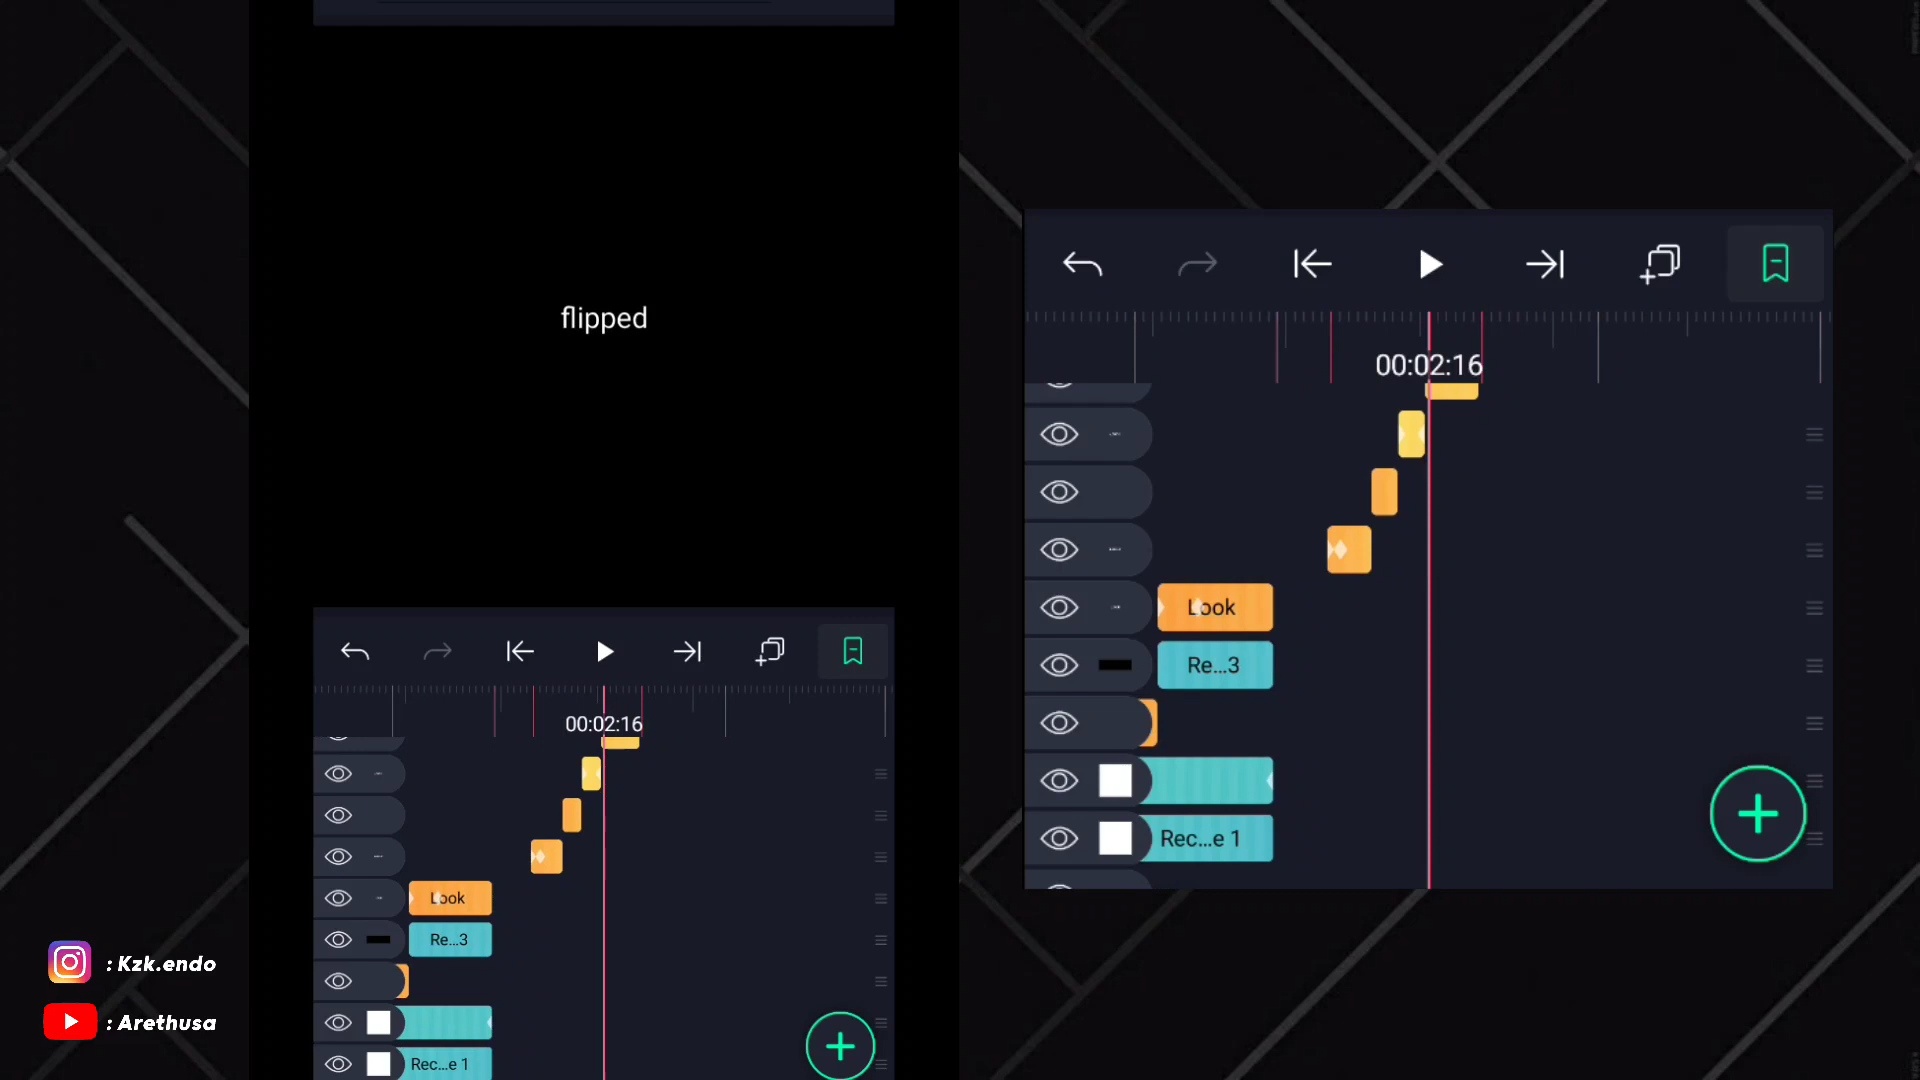 flipped
00:02:16
Look
Re...3
Rec...e 1
: Kzk.endo
: Arethusa
00:02:16
Look
Re...3
Rec...e 1